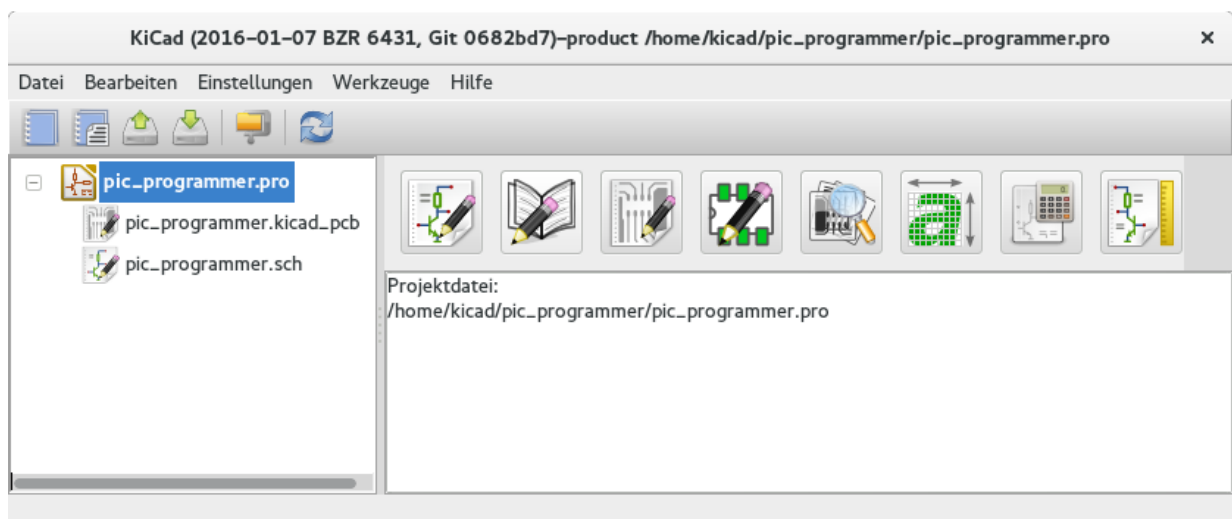 KiCad (2016-01-07 BZR 6431, Git 0682bd7)-product /home/kicad/pic_programmer/pic_programmer.pro
Datei Bearbeiten Einstellungen Werkzeuge Hilfe
pic_programmer.pro
pic_programmer.kicad_pcb
pic_programmer.sch
Projektdatei:
/home/kicad/pic_programmer/pic_programmer.pro